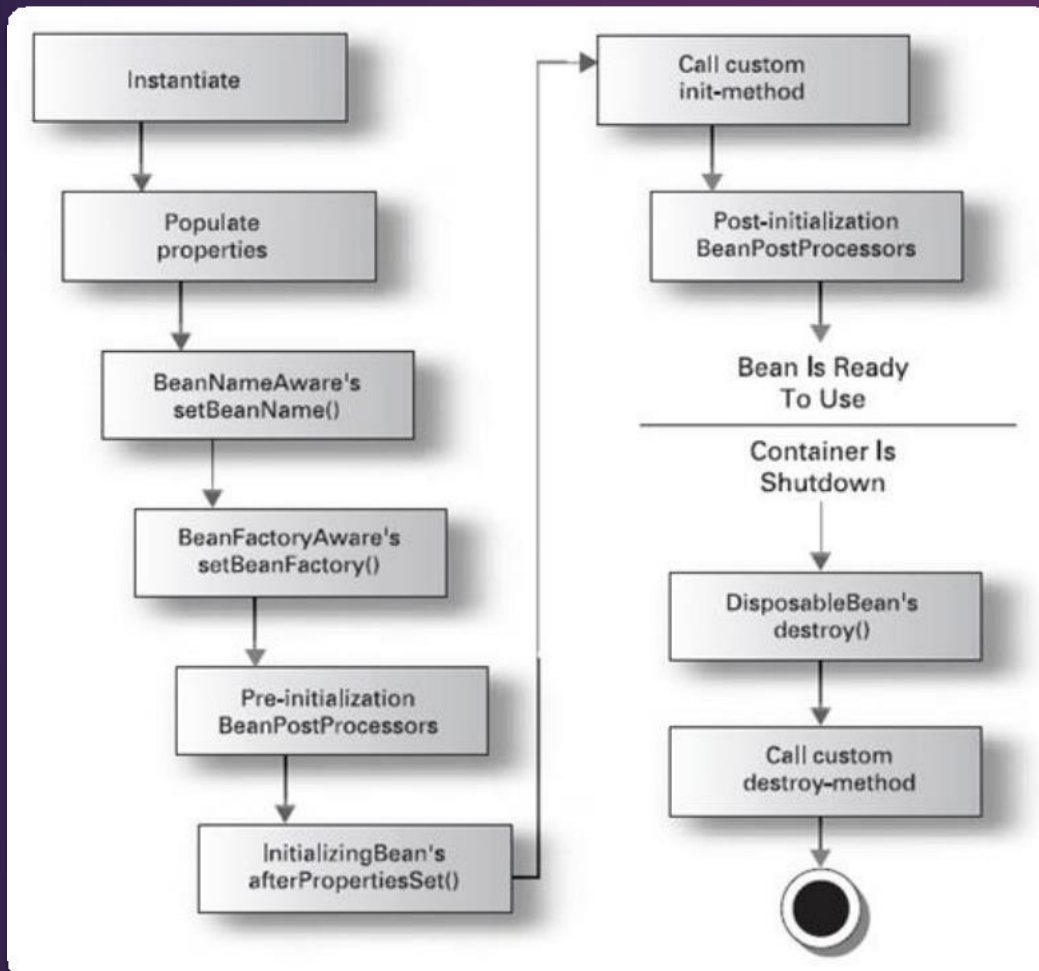 Instantiate
Populate
properties
BeanNameAware's
setBeanName()
BeanFactoryAware's
setBeanFactory()
Pre-initialization
BeanPostProcessors
InitializingBean's
afterPropertiesSet()
Call custom
init-method
Post-initialization
BeanPostProcessors
Bean Is Ready
To Use
Container Is
Shutdown
DisposableBean's
destroy()
Call custom
destroy-method